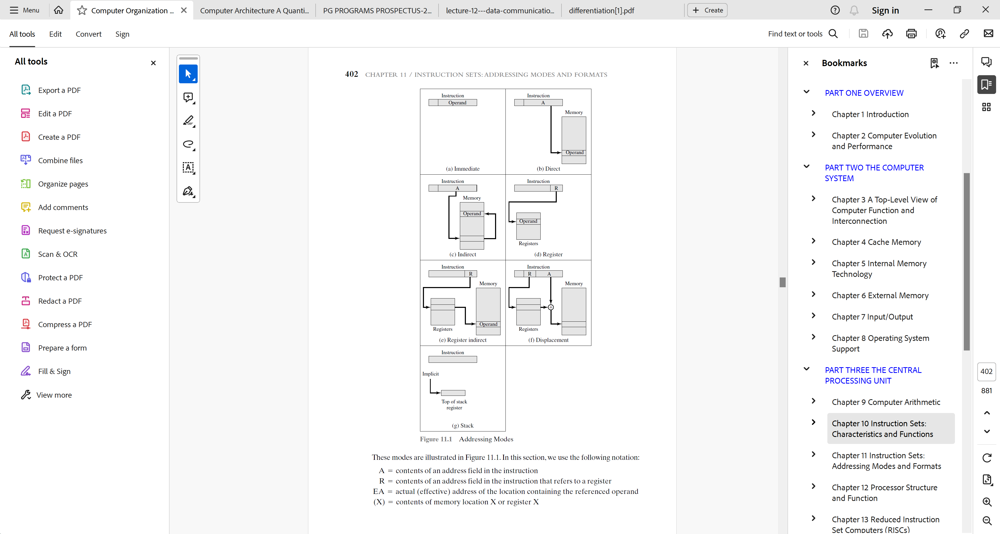 Menu
Computer Organization ...
Computer Architecture A Quanti...
PG PROGRAMS PROSPECTUS-2...
lecture-12---data-communicatio...
differentiation[1].pdf
Create
Sign in
All tools
Edit
Convert
Sign
Find text or tools
All tools
Export a PDF
Edit a PDF
Create a PDF
Combine files
Organize pages
Add comments
Request e-signatures
Scan & OCR
Protect a PDF
Redact a PDF
Compress a PDF
Prepare a form
Fill & Sign
View more
402 CHAPTER 11 / INSTRUCTION SETS: ADDRESSING MODES AND FORMATS
Instruction
Operand
(a) Immediate
Instruction
A
Memory
Operand
(b) Direct
Instruction
A
Memory
Operand
(c) Indirect
Instruction
R
Operand
Registers
(d) Register
Instruction
R
Memory
Operand
Registers
(e) Register indirect
Instruction
R A
Memory
Registers
(f) Displacement
Instruction
Implicit
Top of stack
register
(g) Stack
Figure 11.1 Addressing Modes
These modes are illustrated in Figure 11.1. In this section, we use the following notation:
A = contents of an address field in the instruction
R = contents of an address field in the instruction that refers to a register
EA = actual (effective) address of the location containing the referenced operand
(X) = contents of memory location X or register X
Bookmarks
PART ONE OVERVIEW
Chapter 1 Introduction
Chapter 2 Computer Evolution
and Performance
PART TWO THE COMPUTER
SYSTEM
Chapter 3 A Top-Level View of
Computer Function and
Interconnection
Chapter 4 Cache Memory
Chapter 5 Internal Memory
Technology
Chapter 6 External Memory
Chapter 7 Input/Output
Chapter 8 Operating System
Support
PART THREE THE CENTRAL
PROCESSING UNIT
Chapter 9 Computer Arithmetic
Chapter 10 Instruction Sets:
Characteristics and Functions
Chapter 11 Instruction Sets:
Addressing Modes and Formats
Chapter 12 Processor Structure
and Function
Chapter 13 Reduced Instruction
Set Computers (RISCs)
402
881